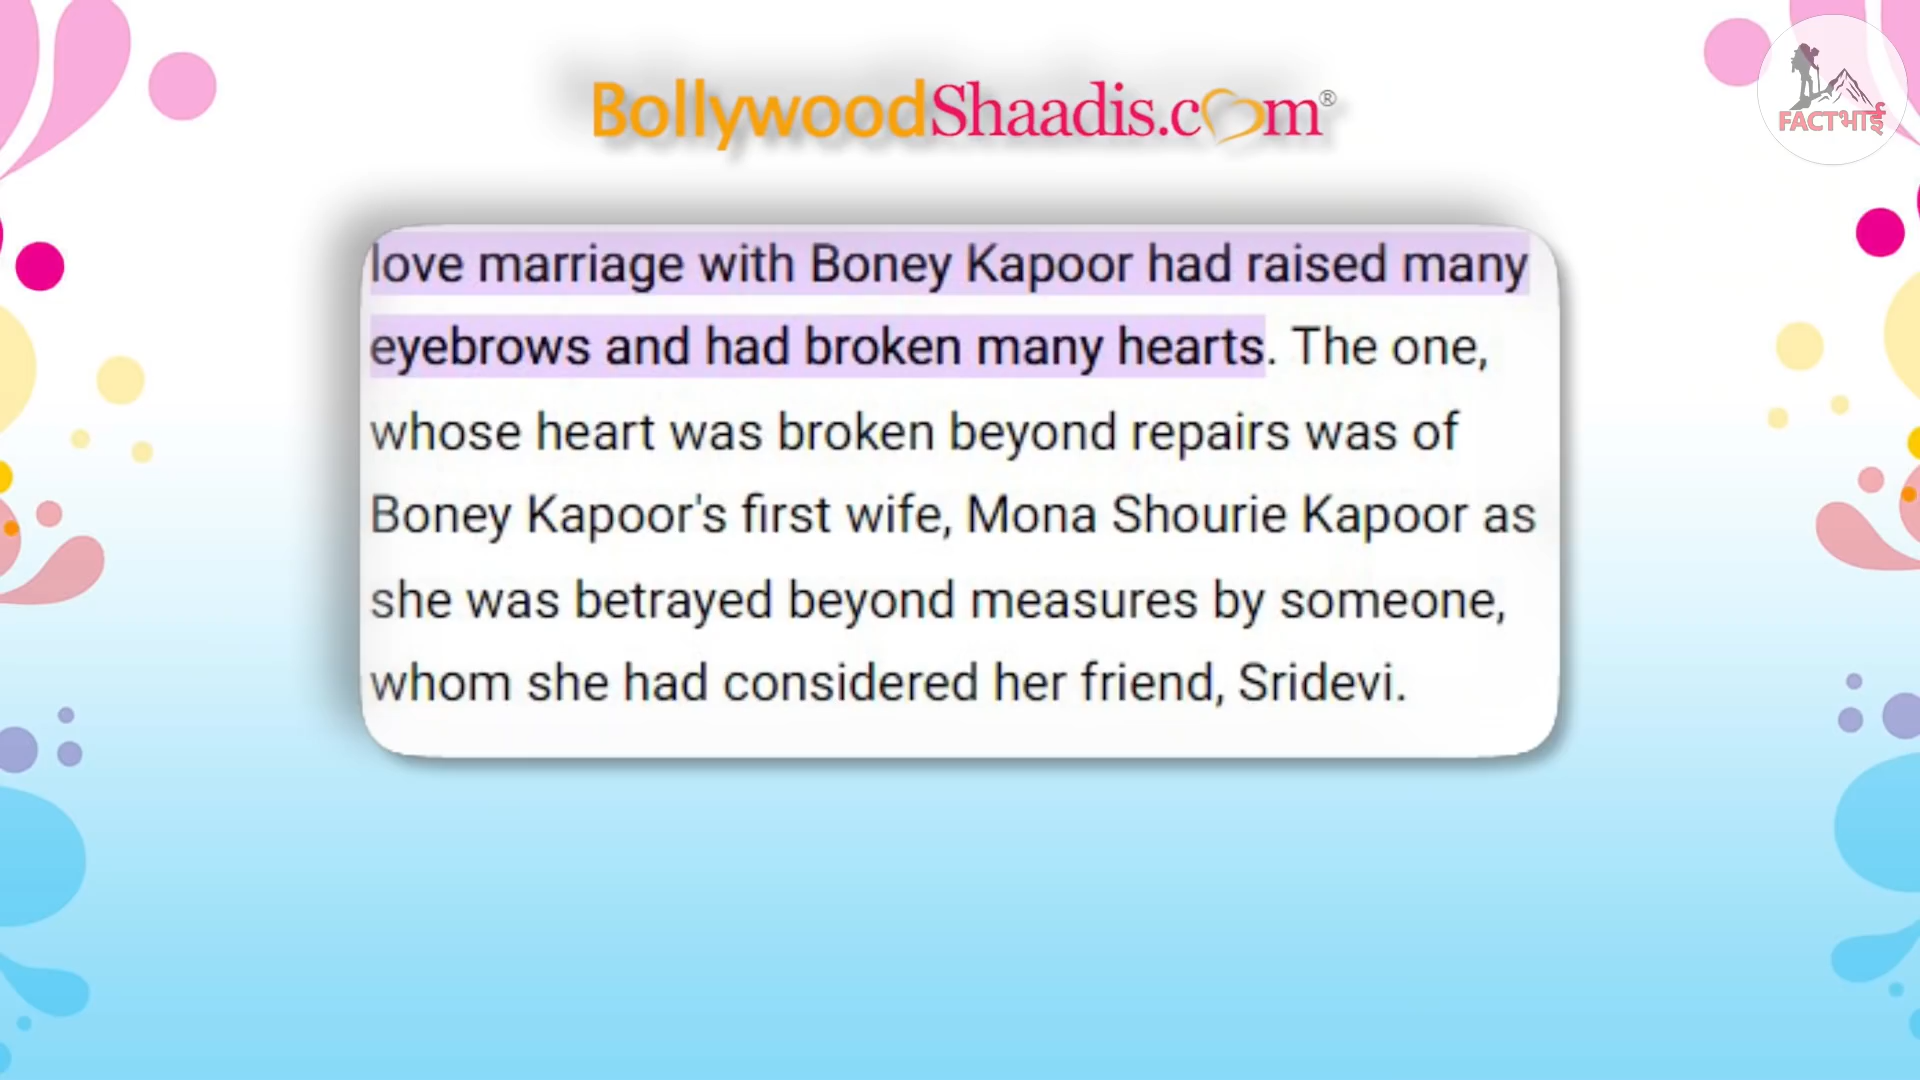 BollywoodShaadis.com®
FACTभाई
love marriage with Boney Kapoor had raised many
eyebrows and had broken many hearts. The one,
whose heart was broken beyond repairs was of
Boney Kapoor's first wife, Mona Shourie Kapoor as
she was betrayed beyond measures by someone,
whom she had considered her friend, Sridevi.